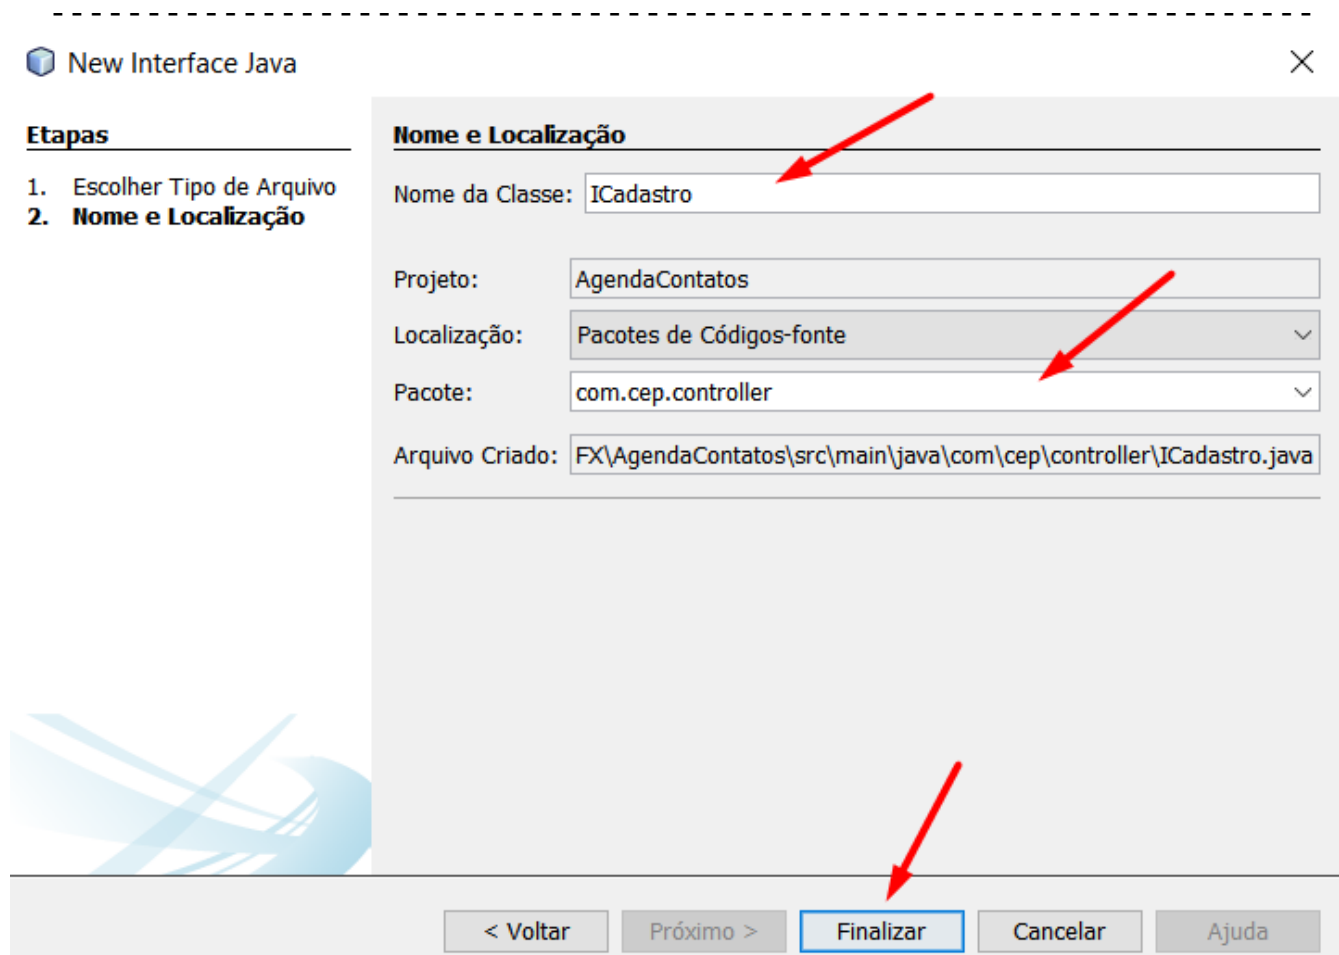 New Interface Java
Etapas
1. Escolher Tipo de Arquivo
2. Nome e Localização
Nome e Localização
Nome da Classe: ICadastro
Projeto: AgendaContatos
Localização: Pacotes de Códigos-fonte
Pacote: com.cep.controller
Arquivo Criado: FX\AgendaContatos\src\main\java\com\cep\controller\ICadastro.java
< Voltar Próximo > Finalizar Cancelar Ajuda